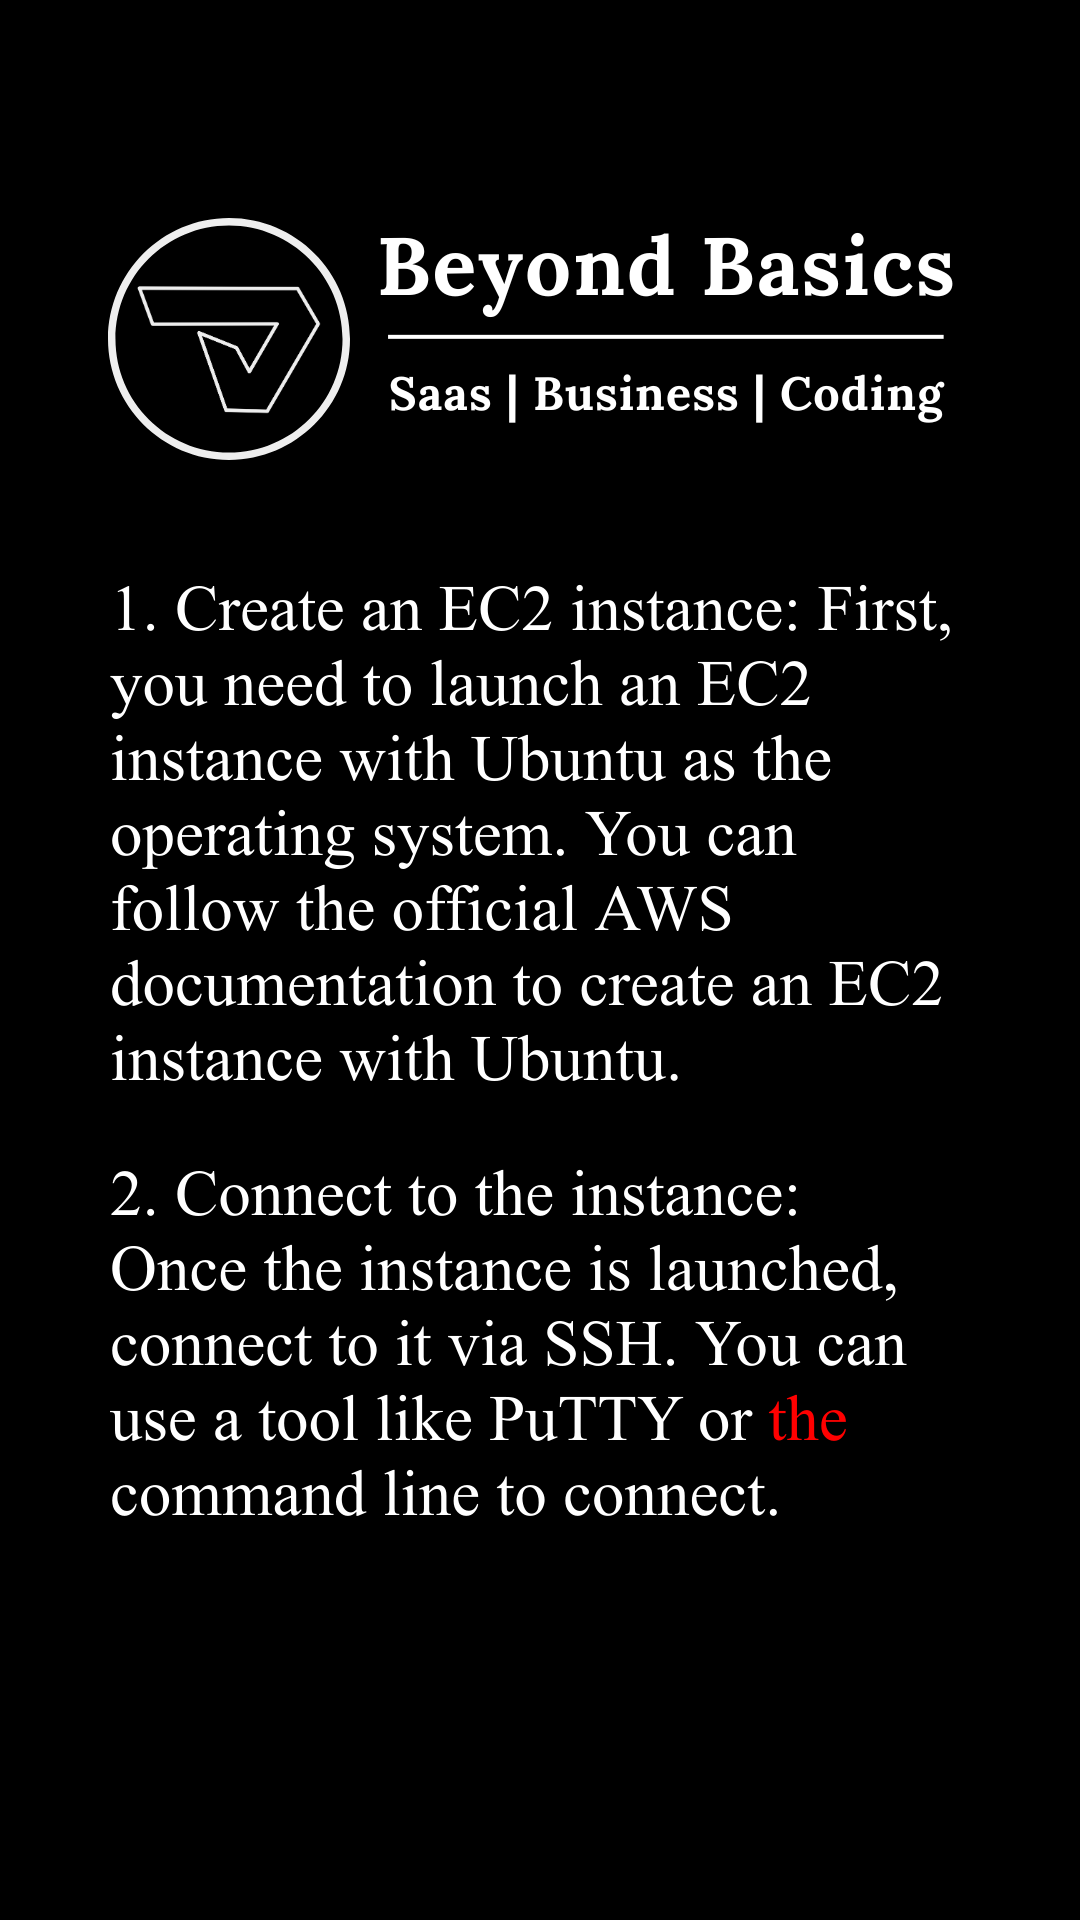 Beyond Basics
Saas | Business | Coding
1. Create an EC2 instance: First,
you need to launch an EC2
instance with Ubuntu as the
operating system. You can
follow the official AWS
documentation to create an EC2
instance with Ubuntu.
2. Connect to the instance:
Once the instance is launched,
connect to it via SSH. You can
use a tool like PuTTY or the
command line to connect.